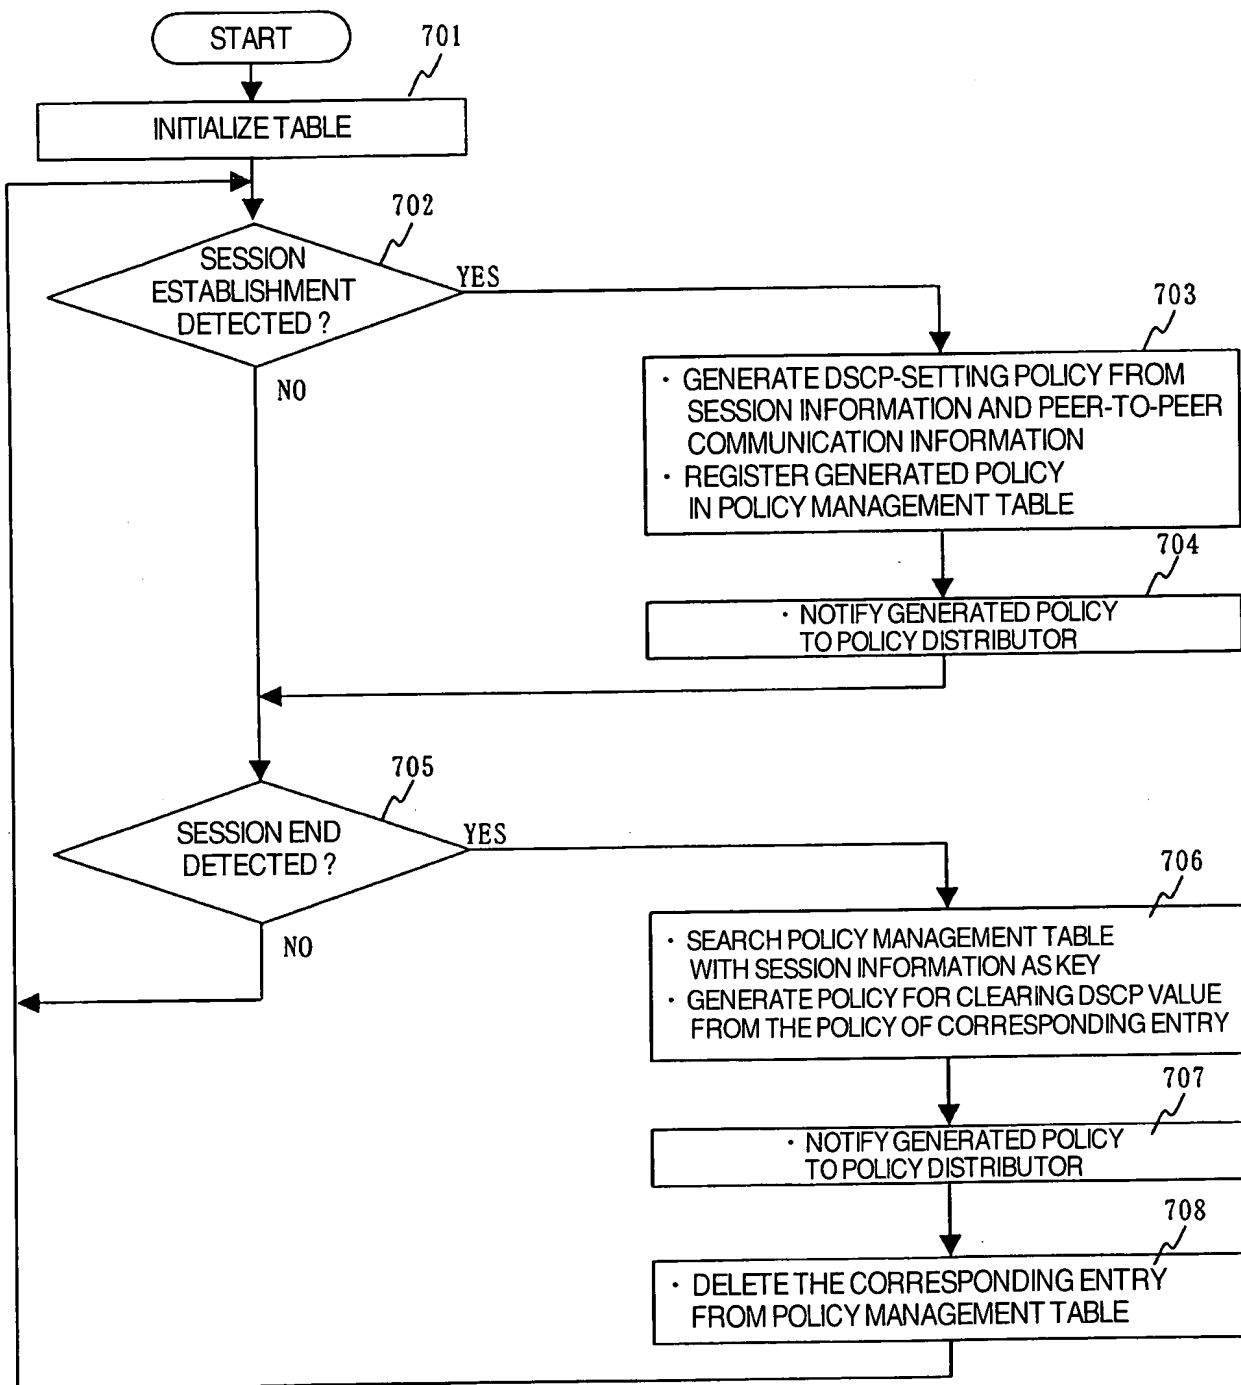 START
701
INITIALIZE TABLE
702
SESSION
ESTABLISHMENT
DETECTED ?
YES
NO
703
・ GENERATE DSCP-SETTING POLICY FROM
SESSION INFORMATION AND PEER-TO-PEER
COMMUNICATION INFORMATION
・ REGISTER GENERATED POLICY
IN POLICY MANAGEMENT TABLE
704
・ NOTIFY GENERATED POLICY
TO POLICY DISTRIBUTOR
705
SESSION END
DETECTED ?
YES
NO
706
・ SEARCH POLICY MANAGEMENT TABLE
WITH SESSION INFORMATION AS KEY
・ GENERATE POLICY FOR CLEARING DSCP VALUE
FROM THE POLICY OF CORRESPONDING ENTRY
707
・ NOTIFY GENERATED POLICY
TO POLICY DISTRIBUTOR
708
・ DELETE THE CORRESPONDING ENTRY
FROM POLICY MANAGEMENT TABLE